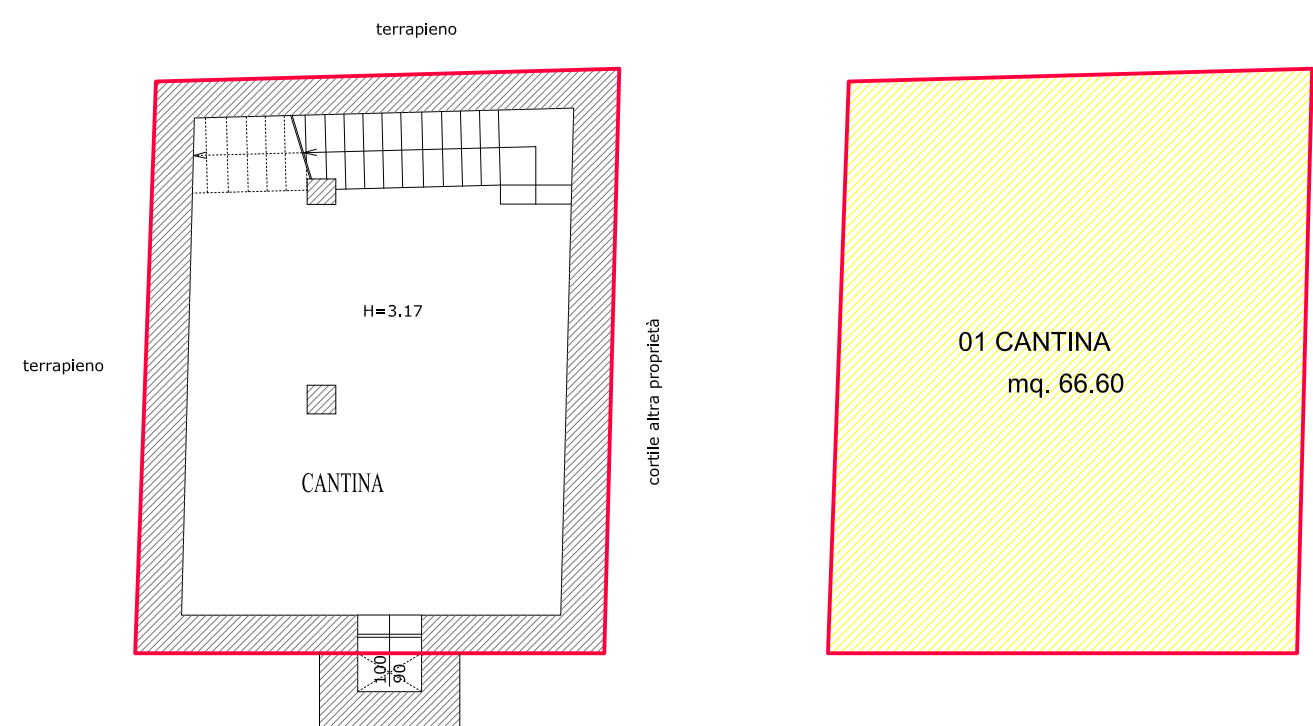 terrapieno
H=3.17
terrapieno
cortile altra proprietà
CANTINA
100
90
01 CANTINA
mq. 66.60